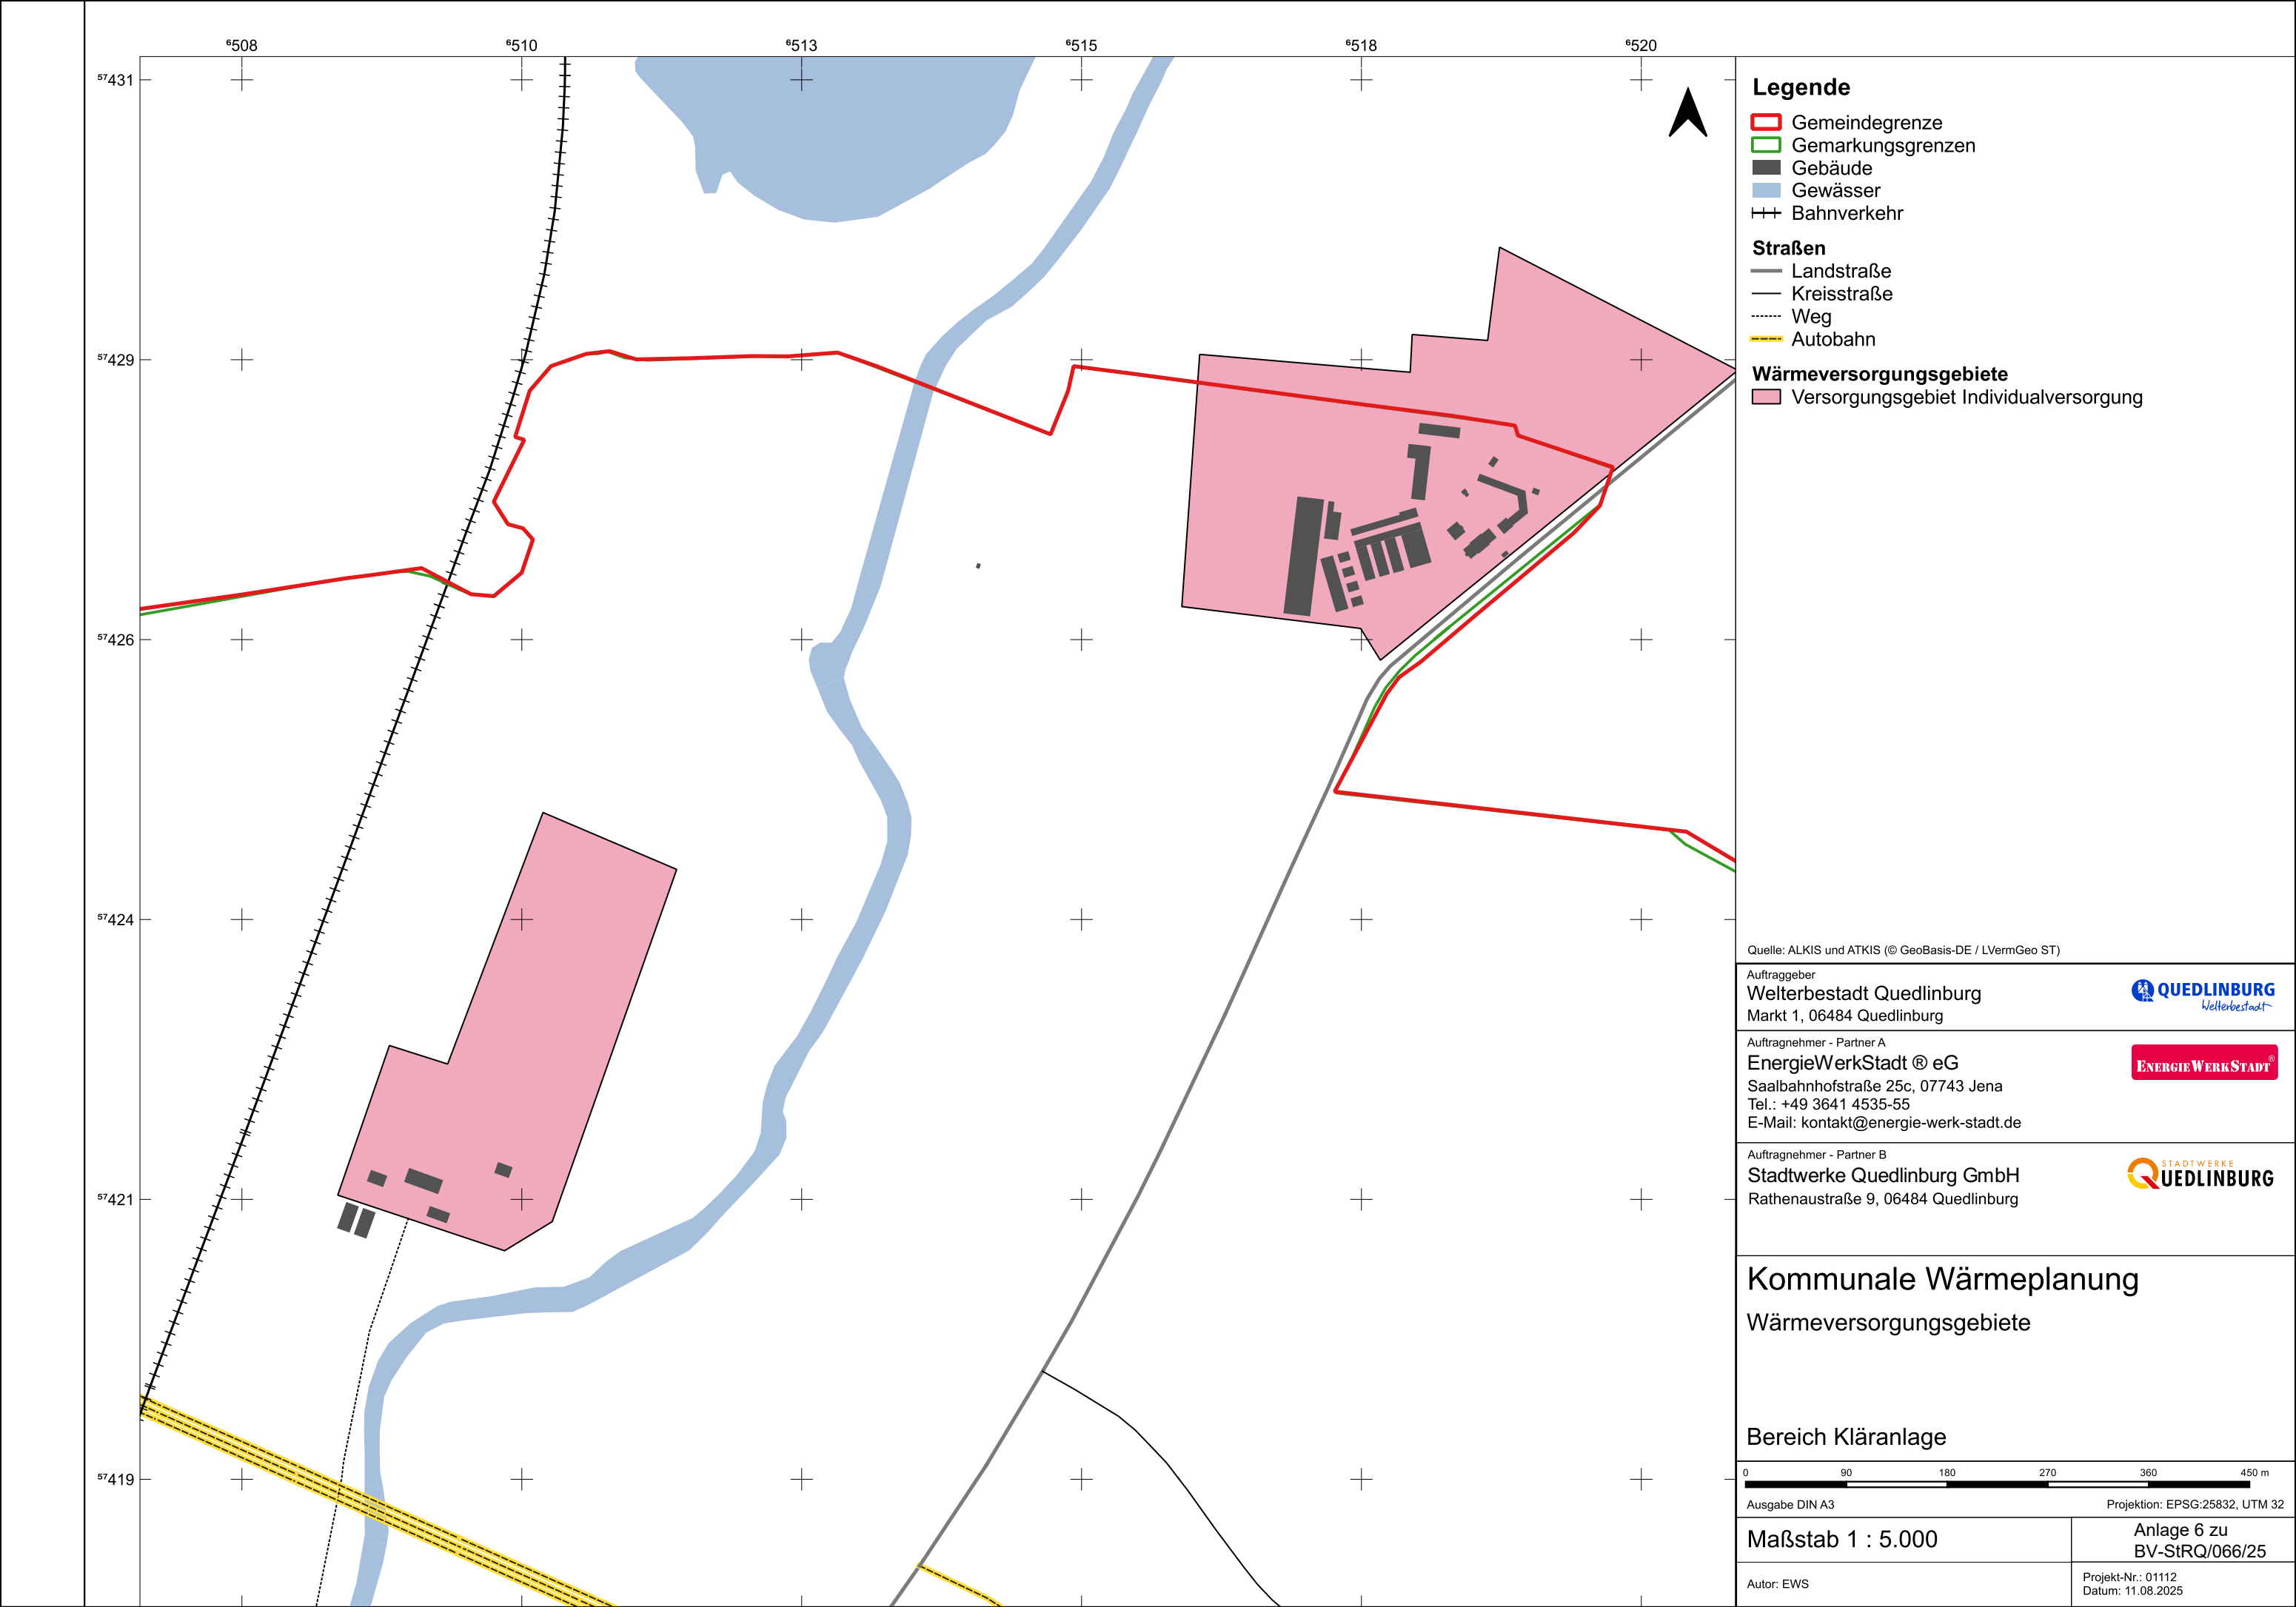 ⁶508 ⁶510 ⁶513 ⁶515 ⁶518 ⁶520
⁵⁷431
⁵⁷429
⁵⁷426
⁵⁷424
⁵⁷421
⁵⁷419
Legende
Gemeindegrenze
Gemarkungsgrenzen
Gebäude
Gewässer
Bahnverkehr
Straßen
Landstraße
Kreisstraße
Weg
Autobahn
Wärmeversorgungsgebiete
Versorgungsgebiet Individualversorgung
Quelle: ALKIS und ATKIS (© GeoBasis-DE / LVermGeo ST)
Auftraggeber
Welterbestadt Quedlinburg
Markt 1, 06484 Quedlinburg
QUEDLINBURG
Welterbestadt
Auftragnehmer - Partner A
EnergieWerkStadt ® eG
Saalbahnhofstraße 25c, 07743 Jena
Tel.: +49 3641 4535-55
E-Mail: kontakt@energie-werk-stadt.de
ENERGIEWERKSTADT®
Auftragnehmer - Partner B
Stadtwerke Quedlinburg GmbH
Rathenaustraße 9, 06484 Quedlinburg
STADTWERKE
QUEDLINBURG
Kommunale Wärmeplanung
Wärmeversorgungsgebiete
Bereich Kläranlage
0 90 180 270 360 450 m
Ausgabe DIN A3 Projektion: EPSG:25832, UTM 32
Maßstab 1 : 5.000
Anlage 6 zu
BV-StRQ/066/25
Autor: EWS
Projekt-Nr.: 01112
Datum: 11.08.2025